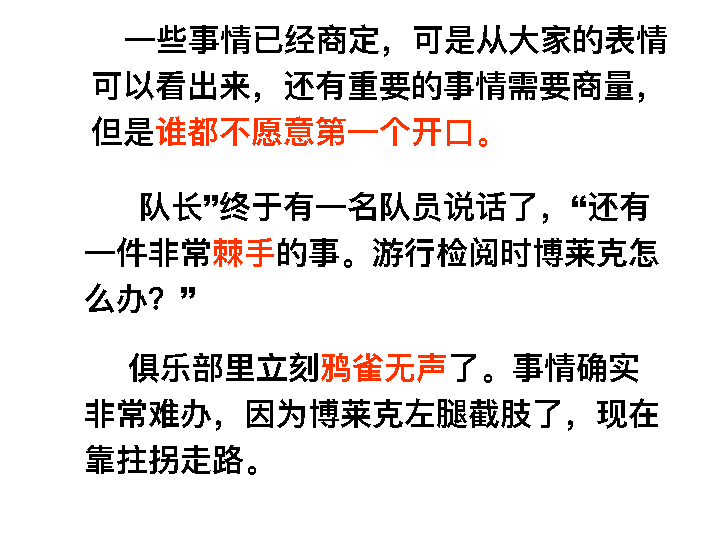 一些事情已经商定，可是从大家的表情
可以看出来，还有重要的事情需要商量，
但是谁都不愿意第一个开口。
队长”终于有一名队员说话了，“还有
一件非常棘手的事。游行检阅时博莱克怎
么办？”
俱乐部里立刻鸦雀无声了。事情确实
非常难办，因为博莱克左腿截肢了，现在
靠拄拐走路。